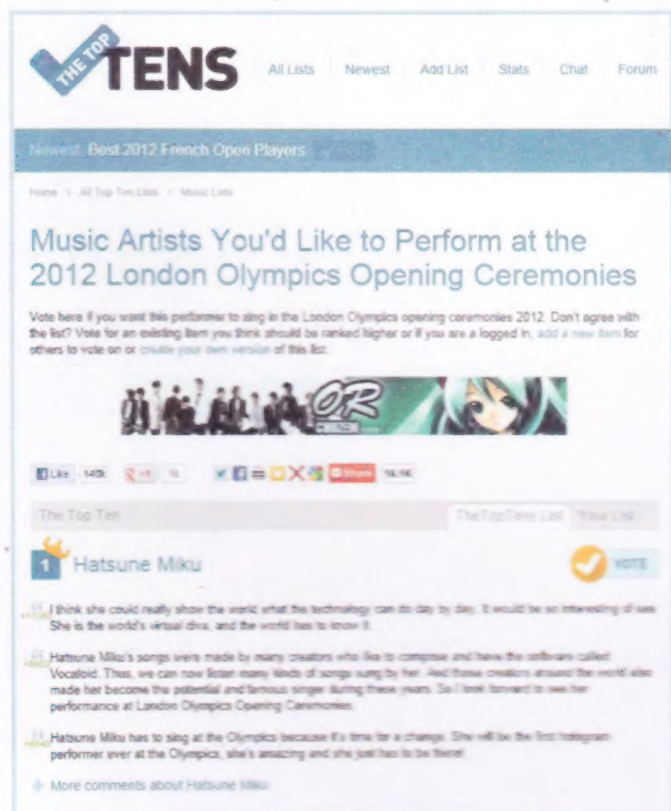 THE TOP TENS
All Lists Newest Add List Stats Chat Forum
Newest Best 2012 French Open Players
Home > All Top Ten Lists > Music Lists
Music Artists You'd Like to Perform at the
2012 London Olympics Opening Ceremonies
Vote here if you want this performer to sing in the London Olympics opening ceremonies 2012. Don't agree with
the list? Vote for an existing item you think should be ranked higher or if you are a logged in, add a new item for
others to vote on or create your own version of this list.
OR
Like 140k +1 Share 16.1K
The Top Ten TheTopTens List Your List
1 Hatsune Miku VOTE
I think she could really show the world what the technology can do day by day. It would be so interesting of see
She is the world's virtual diva, and the world has to know it.
Hatsune Miku's songs were made by many creators who like to compose and have the software called
Vocaloid. Thus, we can now listen many kinds of songs sung by her. And those creators around the world also
made her become the potential and famous singer during these years. So I look forward to see her
performance at London Olympics Opening Ceremonies.
Hatsune Miku has to sing at the Olympics because it's time for a change. She will be the first hologram
performer ever at the Olympics, she's amazing and she just has to be there!
+ More comments about Hatsune Miku